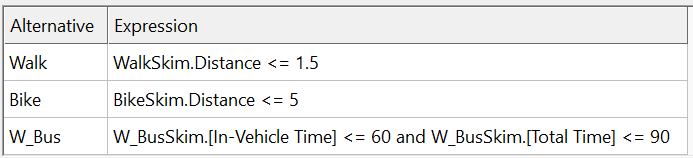 Alternative Expression
Walk WalkSkim.Distance <= 1.5
Bike BikeSkim.Distance <= 5
W_Bus W_BusSkim.[In-Vehicle Time] <= 60 and W_BusSkim.[Total Time] <= 90